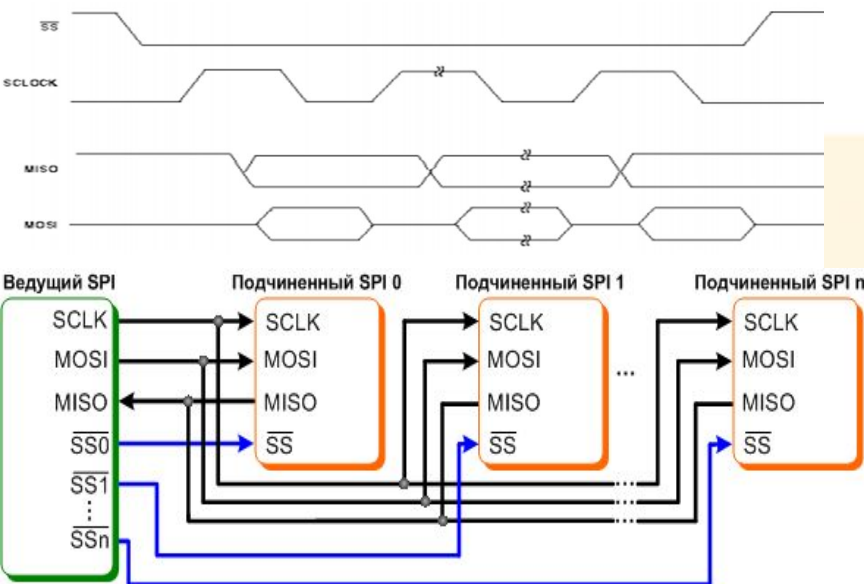 SS
SCLOCK
MISO
MOSI
Ведущий SPI
SCLK
MOSI
MISO
SS0
SS1
SSn
Подчиненный SPI 0
SCLK
MOSI
MISO
SS
Подчиненный SPI 1
SCLK
MOSI
MISO
SS
...
Подчиненный SPI n
SCLK
MOSI
MISO
SS